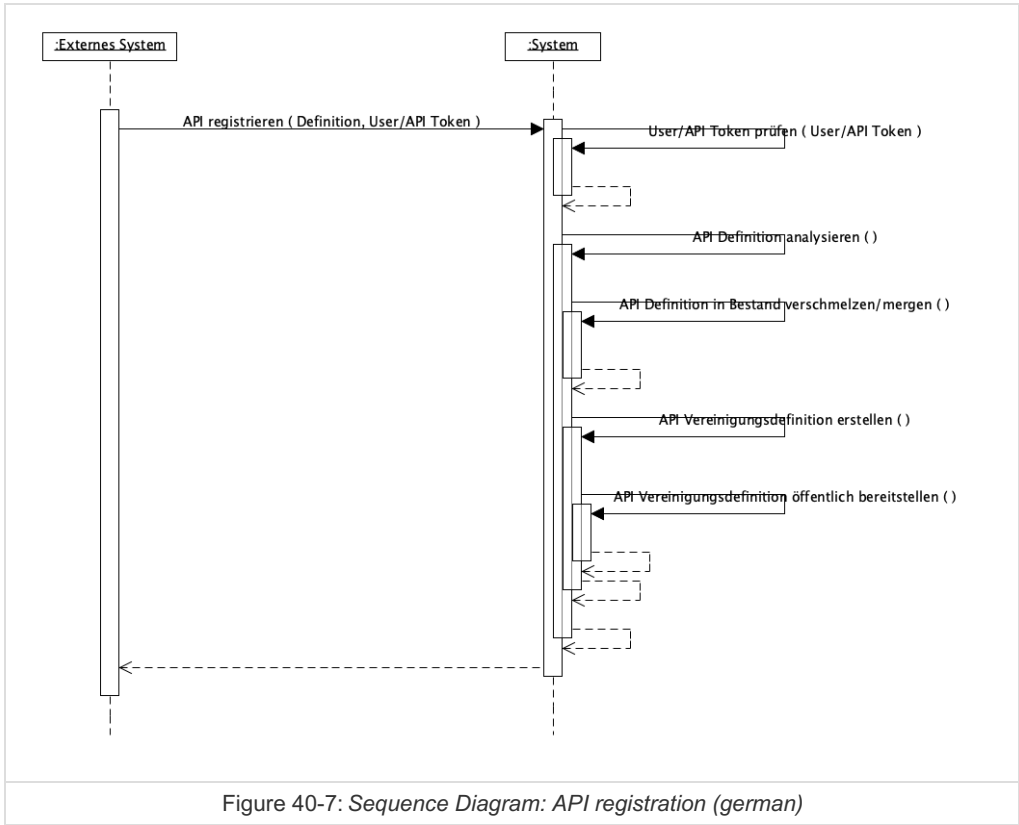 :Externes System
:System
API registrieren ( Definition, User/API Token )
User/API Token prüfen ( User/API Token )
API Definition analysieren ( )
API Definition in Bestand verschmelzen/mergen ( )
API Vereinigungsdefinition erstellen ( )
API Vereinigungsdefinition öffentlich bereitstellen ( )
Figure 40-7: Sequence Diagram: API registration (german)